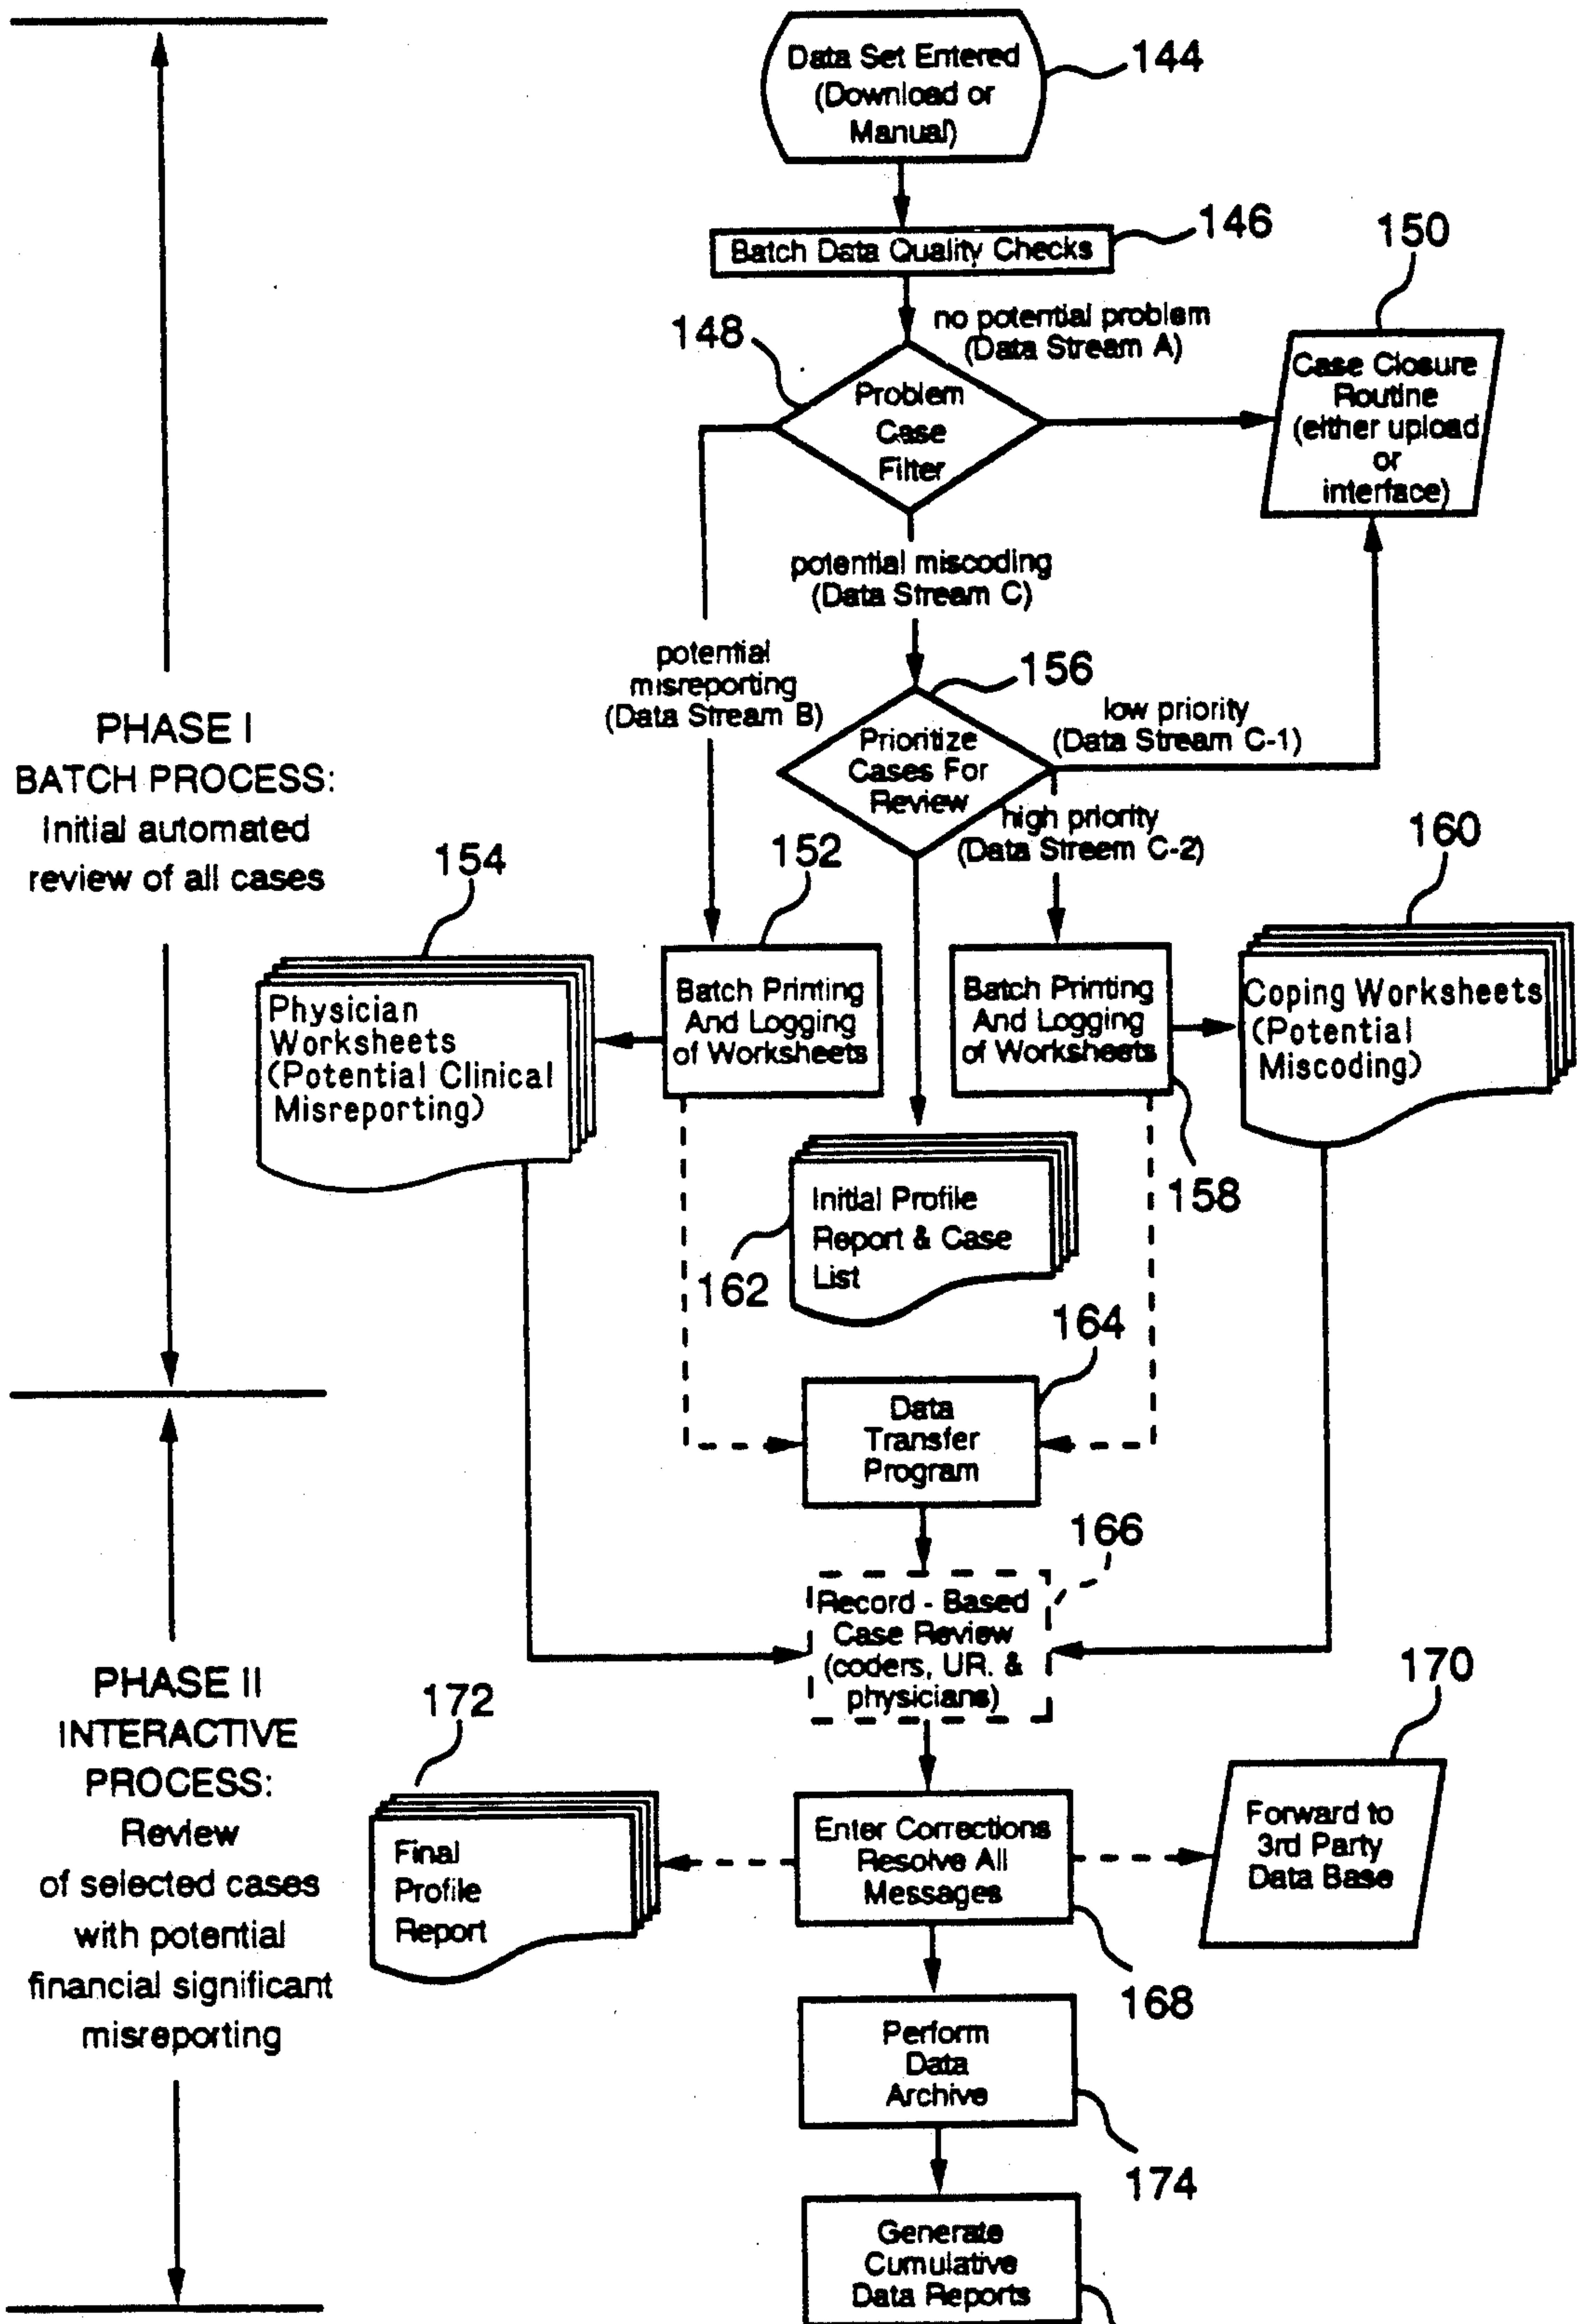 Data Set Entered
(Download or
Manual)
144
Batch Data Quality Checks
146
150
148
no potential problem
(Data Stream A)
Problem
Case
Filter
Case Closure
Routine
(either upload
or
interface)
potential miscoding
(Data Stream C)
potential
misreporting
(Data Stream B)
156
low priority
(Data Stream C-1)
Prioritize
Cases For
Review
high priority
(Data Streem C-2)
PHASE I
BATCH PROCESS:
Initial automated
review of all cases
154
152
160
Physician
Worksheets
(Potential Clinical
Misreporting)
Batch Printing
And Logging
of Worksheets
Batch Printing
And Logging
of Worksheets
Coping Worksheets
(Potential
Miscoding)
158
Initial Profile
Report & Case
List
162
164
Data
Transfer
Program
166
Record - Based
Case Review
(coders, UR. &
physicians)
PHASE II
INTERACTIVE
PROCESS:
Review
of selected cases
with potential
financial significant
misreporting
172
170
Final
Profile
Report
Enter Corrections
Resolve All
Messages
Forward to
3rd Party
Data Base
168
Perform
Data
Archive
174
Generate
Cumulative
Data Reports